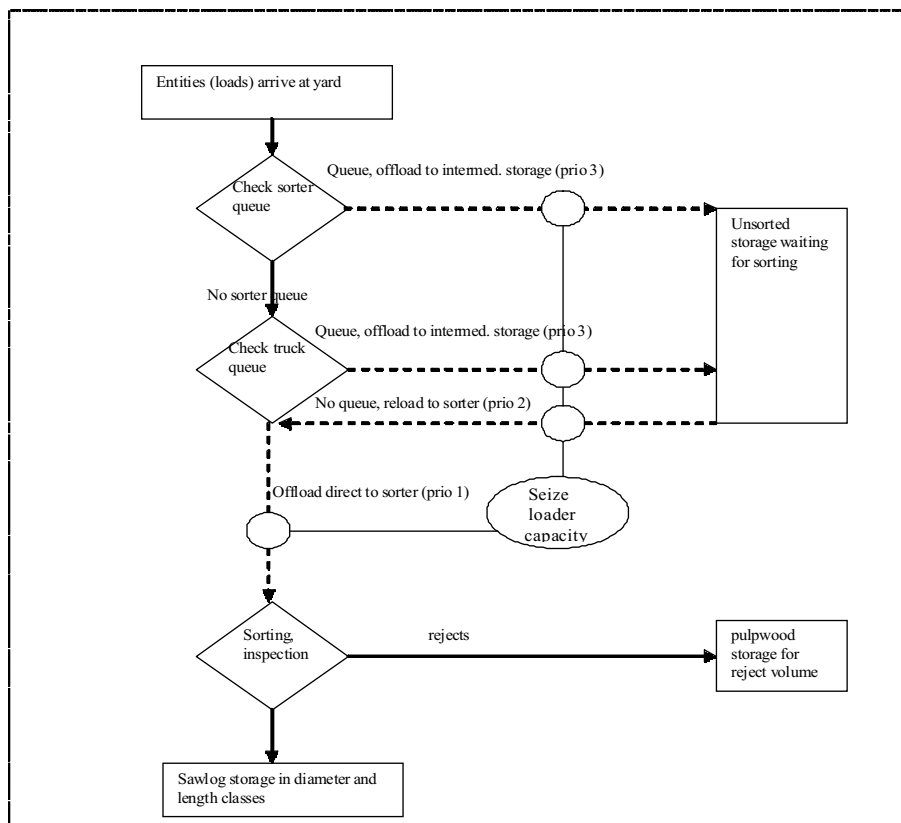 Entities (loads) arrive at yard
Queue, offload to intermed. storage (prio 3)
Check sorter
queue
Unsorted
storage waiting
for sorting
No sorter queue
Queue, offload to intermed. storage (prio 3)
Check truck
queue
No queue, reload to sorter (prio 2)
Offload direct to sorter (prio 1)
Seize
loader
capacity
Sorting,
inspection
rejects
pulpwood
storage for
reject volume
Sawlog storage in diameter and
length classes